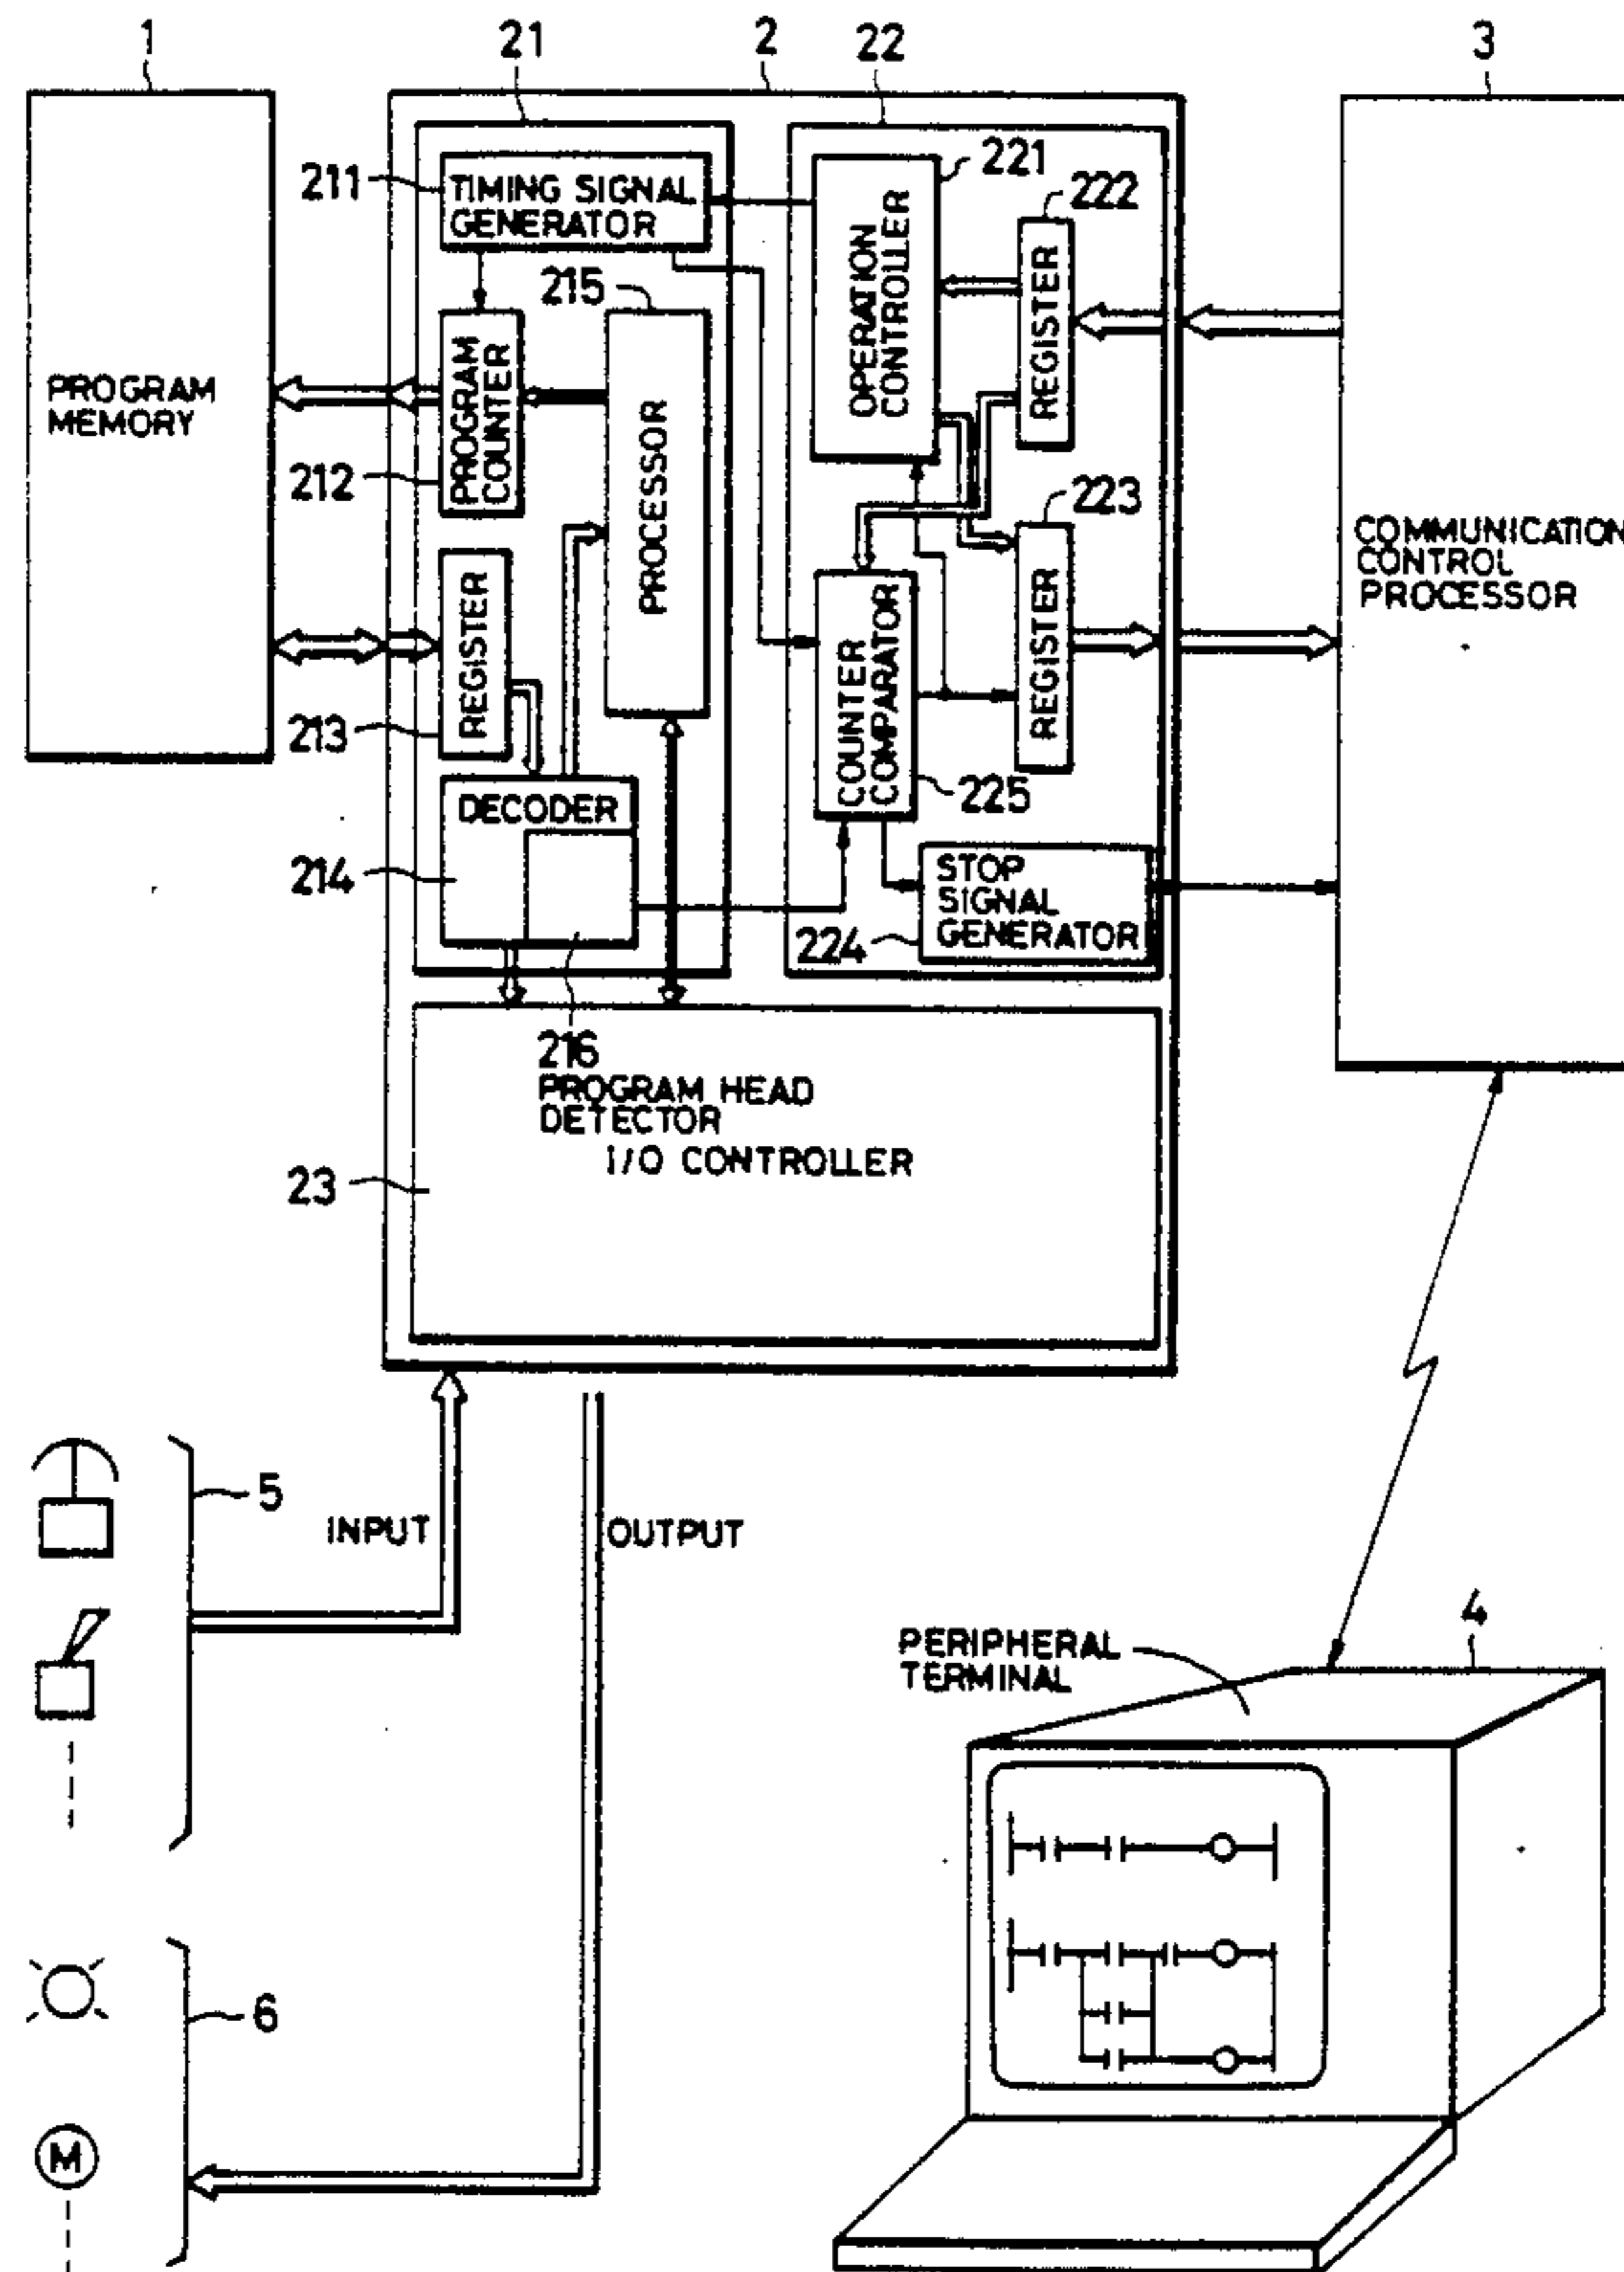 1
21
2
22
3
211
TIMING SIGNAL
GENERATOR
221
222
215
OPERATION
CONTROLLER
REGISTER
PROGRAM
MEMORY
PROGRAM
COUNTER
PROCESSOR
212
223
COMMUNICATION
CONTROL
PROCESSOR
REGISTER
REGISTER
213
COUNTER
COMPARATOR
225
DECODER
214
STOP
SIGNAL
GENERATOR
224
216
PROGRAM HEAD
DETECTOR
I/O CONTROLLER
23
5
INPUT
OUTPUT
4
PERIPHERAL
TERMINAL
6
M